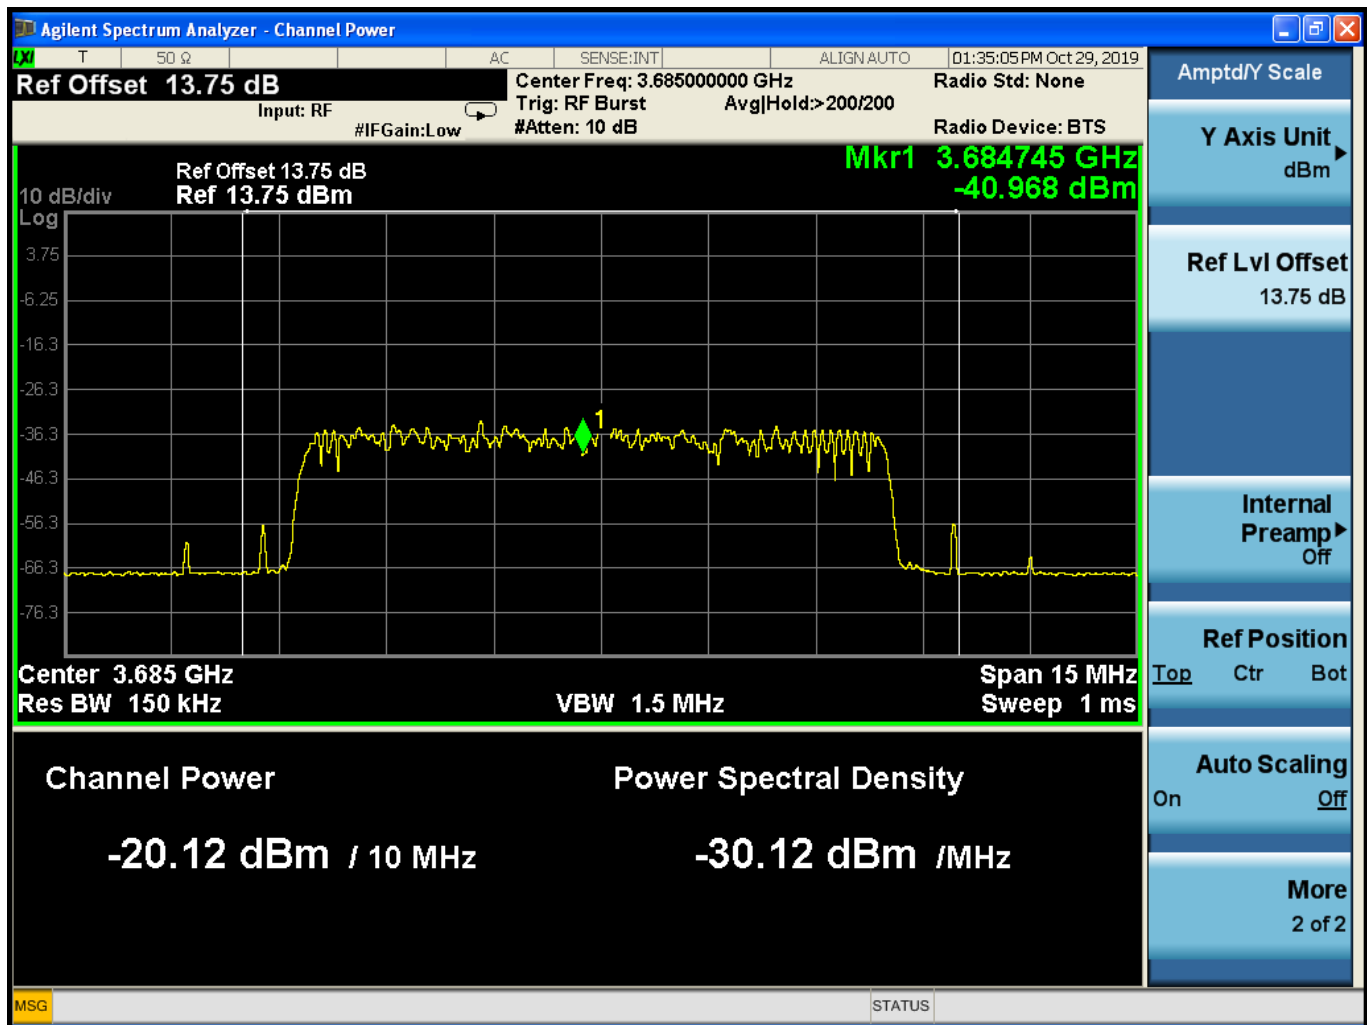 Agilent Spectrum Analyzer - Channel Power
LXI T 50 Ω AC SENSE:INT ALIGN AUTO 01:35:05 PM Oct 29, 2019
Ref Offset 13.75 dB
Center Freq: 3.685000000 GHz Radio Std: None
Input: RF Trig: RF Burst Avg|Hold:>200/200
#IFGain:Low #Atten: 10 dB Radio Device: BTS
Mkr1 3.684745 GHz
-40.968 dBm
Ref Offset 13.75 dB
10 dB/div Ref 13.75 dBm
Log
3.75
-6.25
-16.3
-26.3
-36.3
-46.3
-56.3
-66.3
-76.3
1
Center 3.685 GHz Span 15 MHz
Res BW 150 kHz VBW 1.5 MHz Sweep 1 ms
Channel Power Power Spectral Density
-20.12 dBm / 10 MHz -30.12 dBm /MHz
Amptd/Y Scale
Y Axis Unit
dBm
Ref Lvl Offset
13.75 dB
Internal
Preamp
Off
Ref Position
Top Ctr Bot
Auto Scaling
On Off
More
2 of 2
MSG STATUS